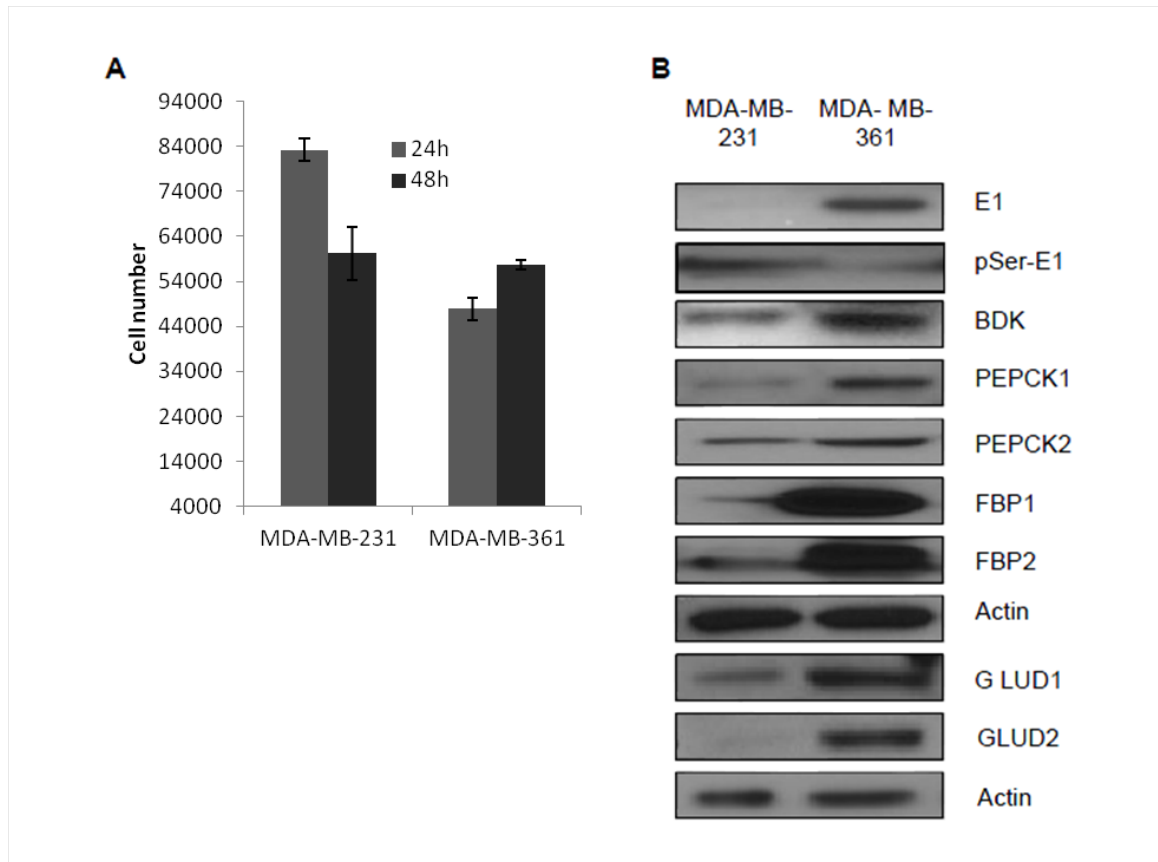 A
94000
84000
74000
64000
54000
44000
34000
24000
14000
4000
Cell number
24h
48h
MDA-MB-231
MDA-MB-361
B
MDA-MB-
231
MDA- MB-
361
E1
pSer-E1
BDK
PEPCK1
PEPCK2
FBP1
FBP2
Actin
G LUD1
GLUD2
Actin